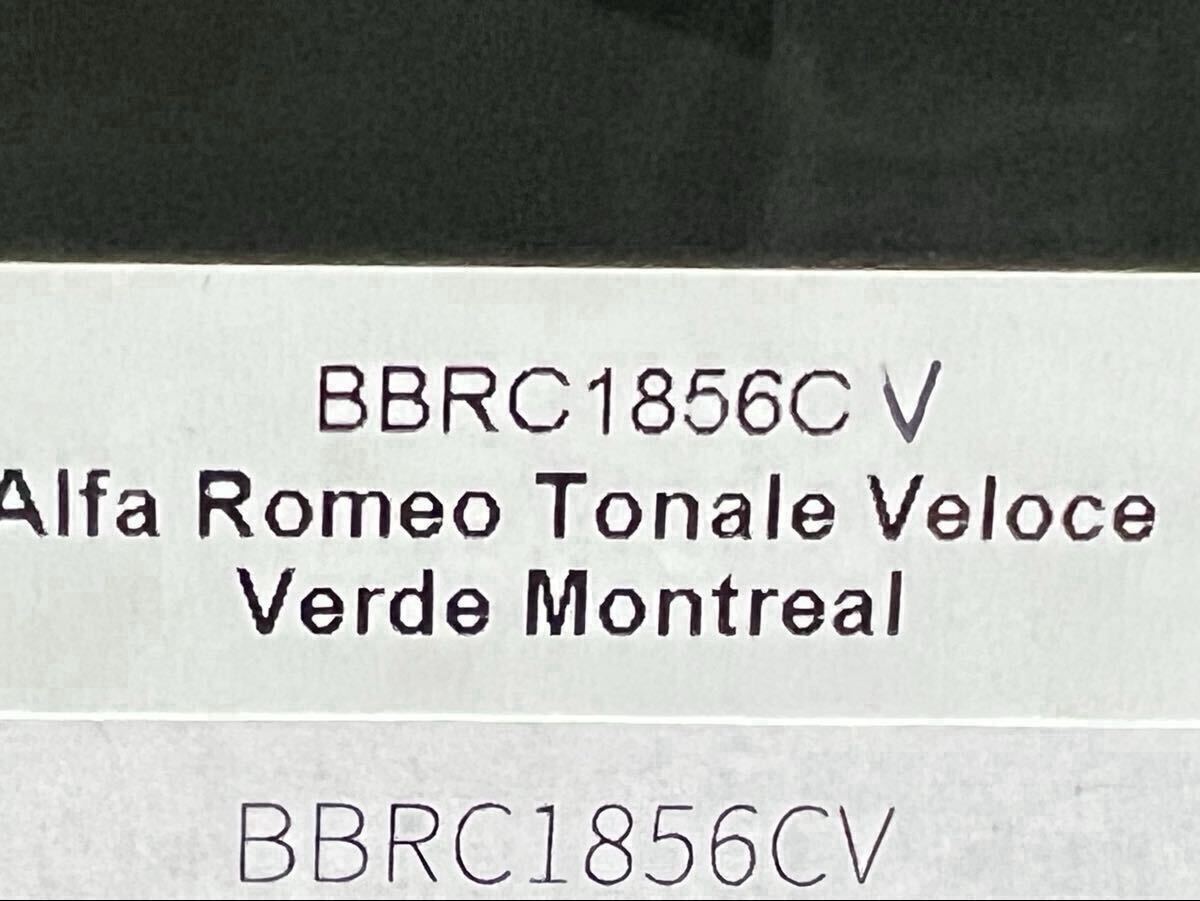 BBRC1856C V
Alfa Romeo Tonale Veloce
Verde Montreal
BBRC1856CV